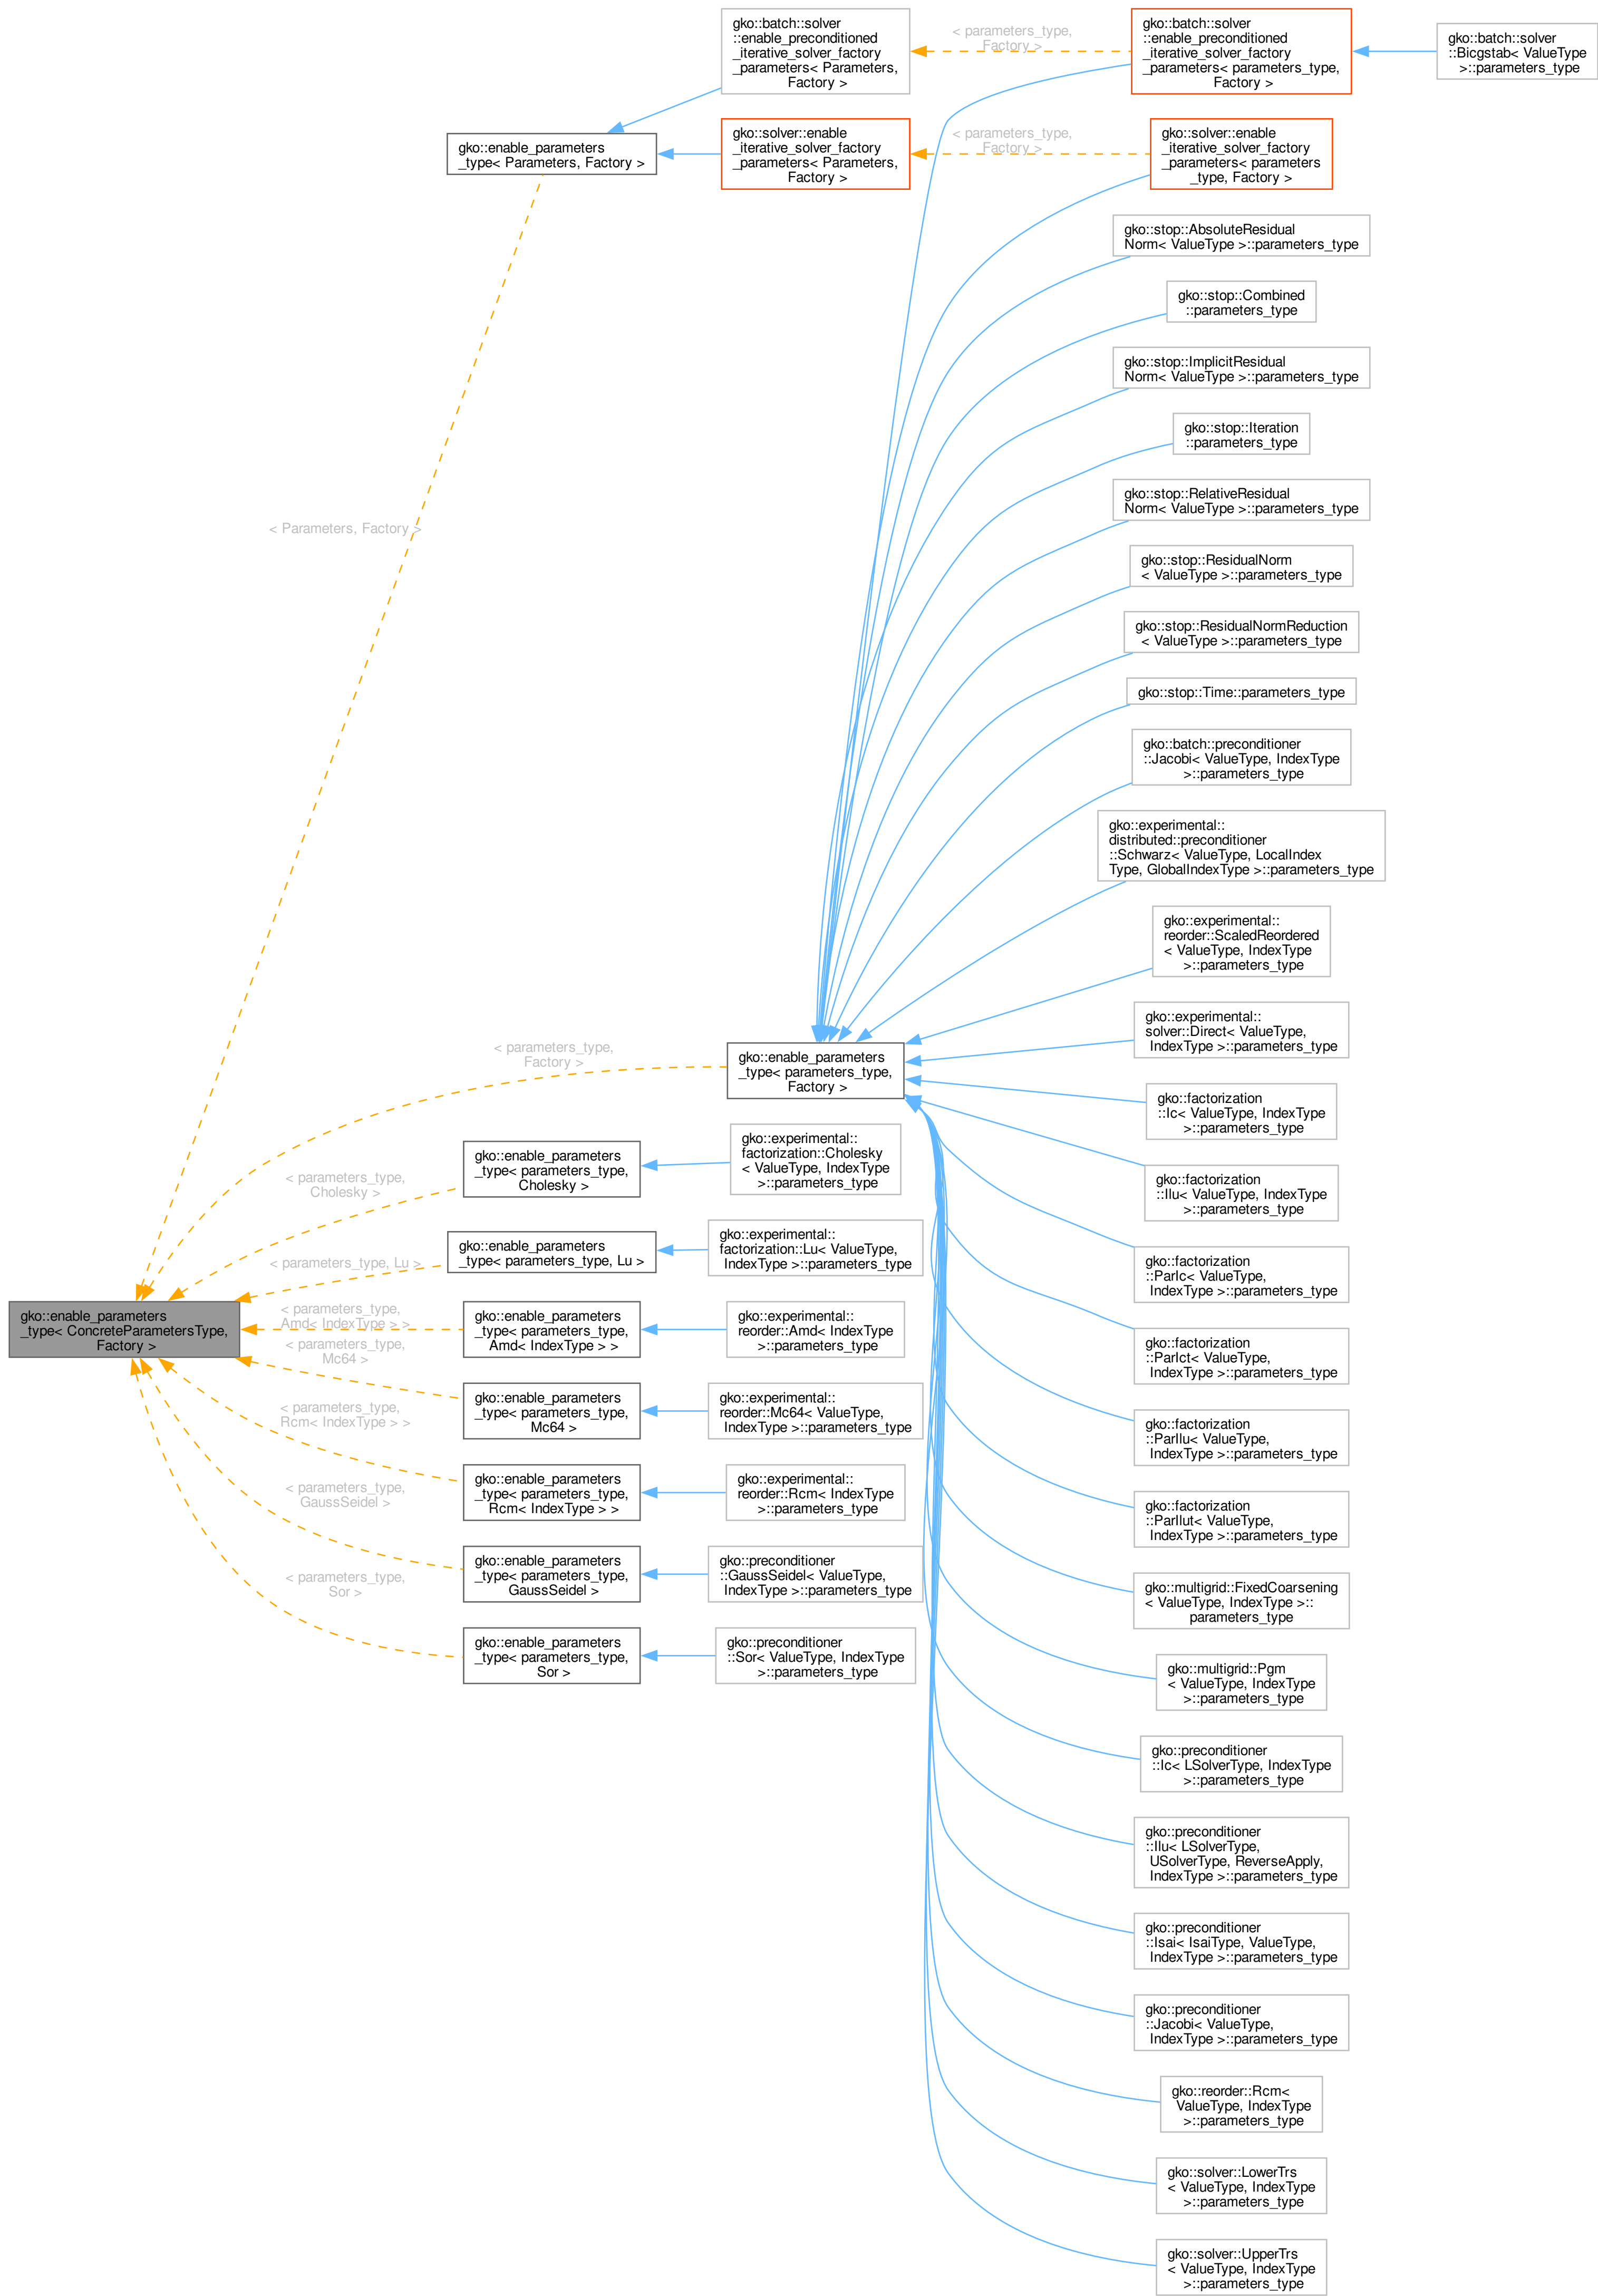 gko::batch::solver
::enable_preconditioned
_iterative_solver_factory
_parameters< Parameters,
Factory >
< parameters_type,
Factory >
gko::batch::solver
::enable_preconditioned
_iterative_solver_factory
_parameters< parameters_type,
Factory >
gko::batch::solver
::Bicgstab< ValueType
>::parameters_type
gko::enable_parameters
_type< Parameters, Factory >
gko::solver::enable
_iterative_solver_factory
_parameters< Parameters,
Factory >
< parameters_type,
Factory >
gko::solver::enable
_iterative_solver_factory
_parameters< parameters
_type, Factory >
gko::stop::AbsoluteResidual
Norm< ValueType >::parameters_type
gko::stop::Combined
::parameters_type
gko::stop::ImplicitResidual
Norm< ValueType >::parameters_type
gko::stop::Iteration
::parameters_type
gko::stop::RelativeResidual
Norm< ValueType >::parameters_type
< Parameters, Factory >
gko::stop::ResidualNorm
< ValueType >::parameters_type
gko::stop::ResidualNormReduction
< ValueType >::parameters_type
gko::stop::Time::parameters_type
gko::batch::preconditioner
::Jacobi< ValueType, IndexType
>::parameters_type
gko::experimental::
distributed::preconditioner
::Schwarz< ValueType, LocalIndex
Type, GlobalIndexType >::parameters_type
gko::experimental::
reorder::ScaledReordered
< ValueType, IndexType
>::parameters_type
gko::experimental::
solver::Direct< ValueType,
IndexType >::parameters_type
< parameters_type,
Factory >
gko::enable_parameters
_type< parameters_type,
Factory >
gko::factorization
::Ic< ValueType, IndexType
>::parameters_type
< parameters_type,
Cholesky >
gko::enable_parameters
_type< parameters_type,
Cholesky >
gko::experimental::
factorization::Cholesky
< ValueType, IndexType
>::parameters_type
gko::factorization
::Ilu< ValueType, IndexType
>::parameters_type
< parameters_type, Lu >
gko::enable_parameters
_type< parameters_type, Lu >
gko::experimental::
factorization::Lu< ValueType,
IndexType >::parameters_type
gko::factorization
::ParIc< ValueType,
IndexType >::parameters_type
gko::enable_parameters
_type< ConcreteParametersType,
Factory >
< parameters_type,
Amd< IndexType > >
gko::enable_parameters
_type< parameters_type,
Amd< IndexType > >
gko::experimental::
reorder::Amd< IndexType
>::parameters_type
gko::factorization
::ParIct< ValueType,
IndexType >::parameters_type
< parameters_type,
Mc64 >
gko::enable_parameters
_type< parameters_type,
Mc64 >
gko::experimental::
reorder::Mc64< ValueType,
IndexType >::parameters_type
gko::factorization
::ParIlu< ValueType,
IndexType >::parameters_type
< parameters_type,
Rcm< IndexType > >
gko::enable_parameters
_type< parameters_type,
Rcm< IndexType > >
gko::experimental::
reorder::Rcm< IndexType
>::parameters_type
gko::factorization
::ParIlut< ValueType,
IndexType >::parameters_type
< parameters_type,
GaussSeidel >
gko::enable_parameters
_type< parameters_type,
GaussSeidel >
gko::preconditioner
::GaussSeidel< ValueType,
IndexType >::parameters_type
gko::multigrid::FixedCoarsening
< ValueType, IndexType >::
parameters_type
< parameters_type,
Sor >
gko::enable_parameters
_type< parameters_type,
Sor >
gko::preconditioner
::Sor< ValueType, IndexType
>::parameters_type
gko::multigrid::Pgm
< ValueType, IndexType
>::parameters_type
gko::preconditioner
::Ic< LSolverType, IndexType
>::parameters_type
gko::preconditioner
::Ilu< LSolverType,
USolverType, ReverseApply,
IndexType >::parameters_type
gko::preconditioner
::Isai< IsaiType, ValueType,
IndexType >::parameters_type
gko::preconditioner
::Jacobi< ValueType,
IndexType >::parameters_type
gko::reorder::Rcm<
ValueType, IndexType
>::parameters_type
gko::solver::LowerTrs
< ValueType, IndexType
>::parameters_type
gko::solver::UpperTrs
< ValueType, IndexType
>::parameters_type